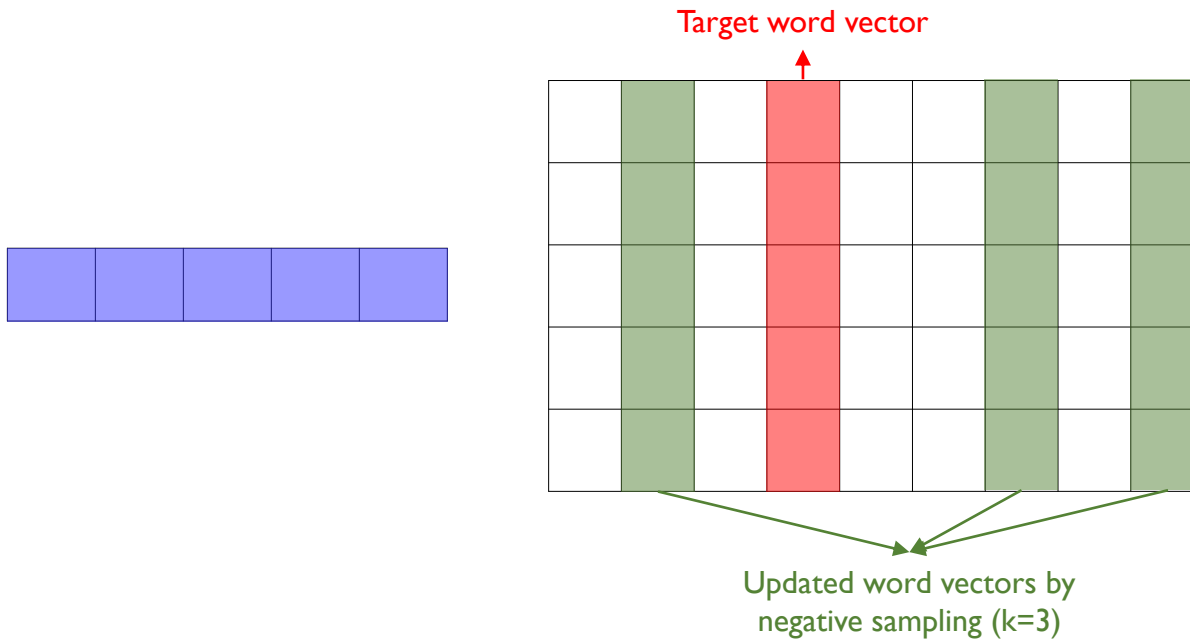 Target word vector
Updated word vectors by
negative sampling (k=3)